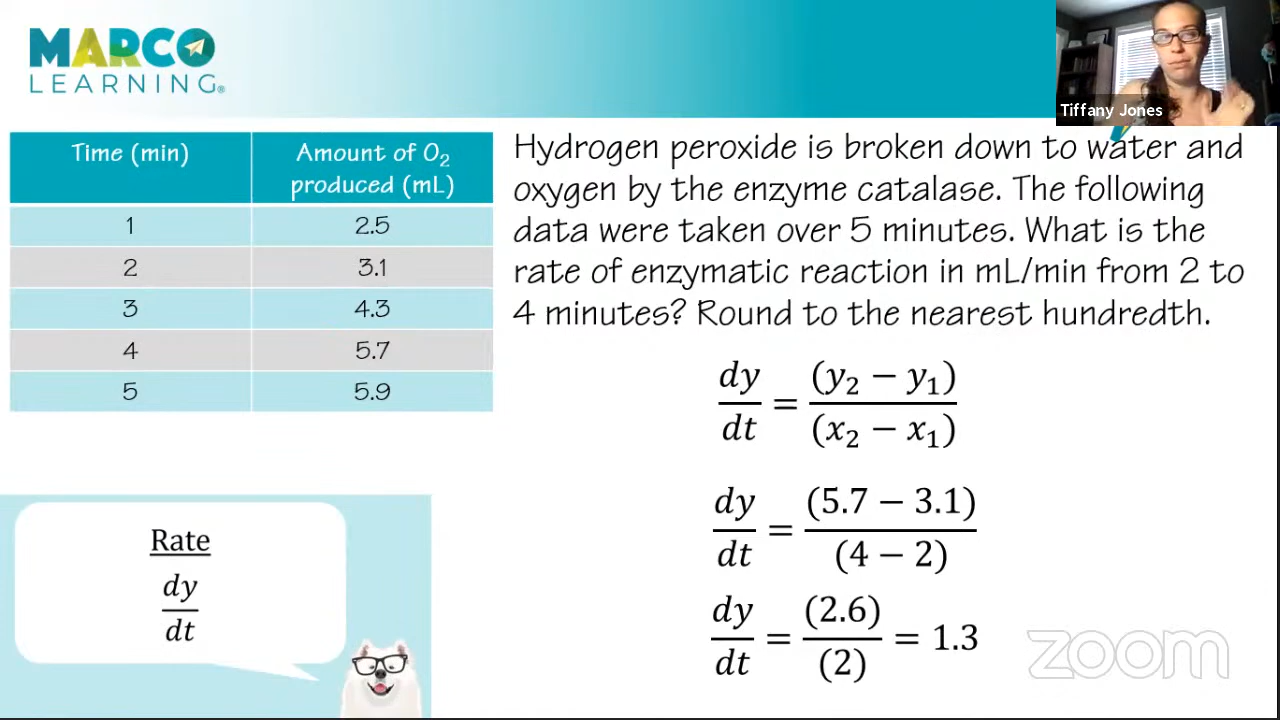 MARCO
LEARNING®
Tiffany Jones
Time (min) Amount of O₂ produced (mL)
1 2.5
2 3.1
3 4.3
4 5.7
5 5.9
Hydrogen peroxide is broken down to water and
oxygen by the enzyme catalase. The following
data were taken over 5 minutes. What is the
rate of enzymatic reaction in mL/min from 2 to
4 minutes? Round to the nearest hundredth.
dy/dt = (y₂ − y₁)/(x₂ − x₁)
dy/dt = (5.7 − 3.1)/(4 − 2)
dy/dt = (2.6)/(2) = 1.3
Rate
dy/dt
zoom